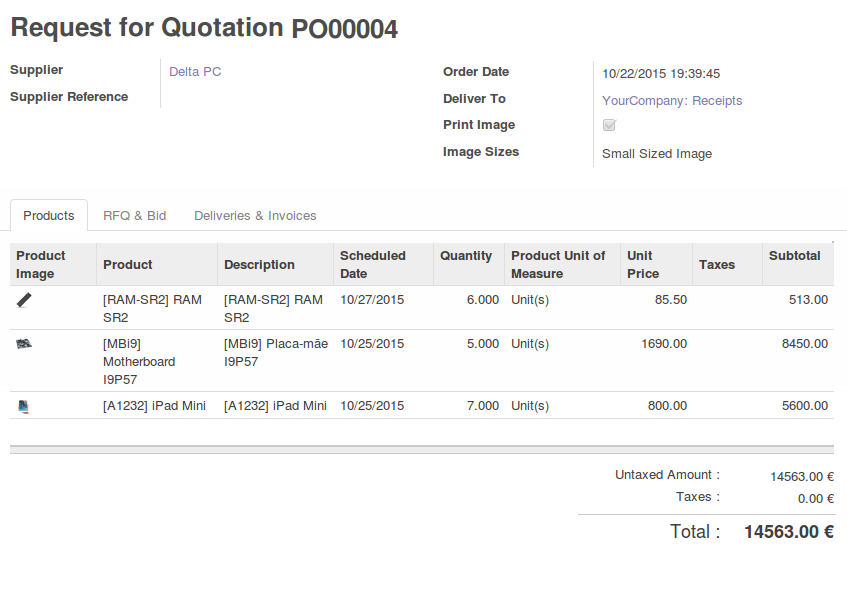 Request for Quotation PO00004
Supplier Delta PC
Supplier Reference
Order Date 10/22/2015 19:39:45
Deliver To YourCompany: Receipts
Print Image
Image Sizes Small Sized Image
Products RFQ & Bid Deliveries & Invoices
Product Image Product Description Scheduled Date Quantity Product Unit of Measure Unit Price Taxes Subtotal
[RAM-SR2] RAM SR2 [RAM-SR2] RAM SR2 10/27/2015 6.000 Unit(s) 85.50 513.00
[MBi9] Motherboard I9P57 [MBi9] Placa-mãe I9P57 10/25/2015 5.000 Unit(s) 1690.00 8450.00
[A1232] iPad Mini [A1232] iPad Mini 10/25/2015 7.000 Unit(s) 800.00 5600.00
Untaxed Amount : 14563.00 €
Taxes : 0.00 €
Total : 14563.00 €